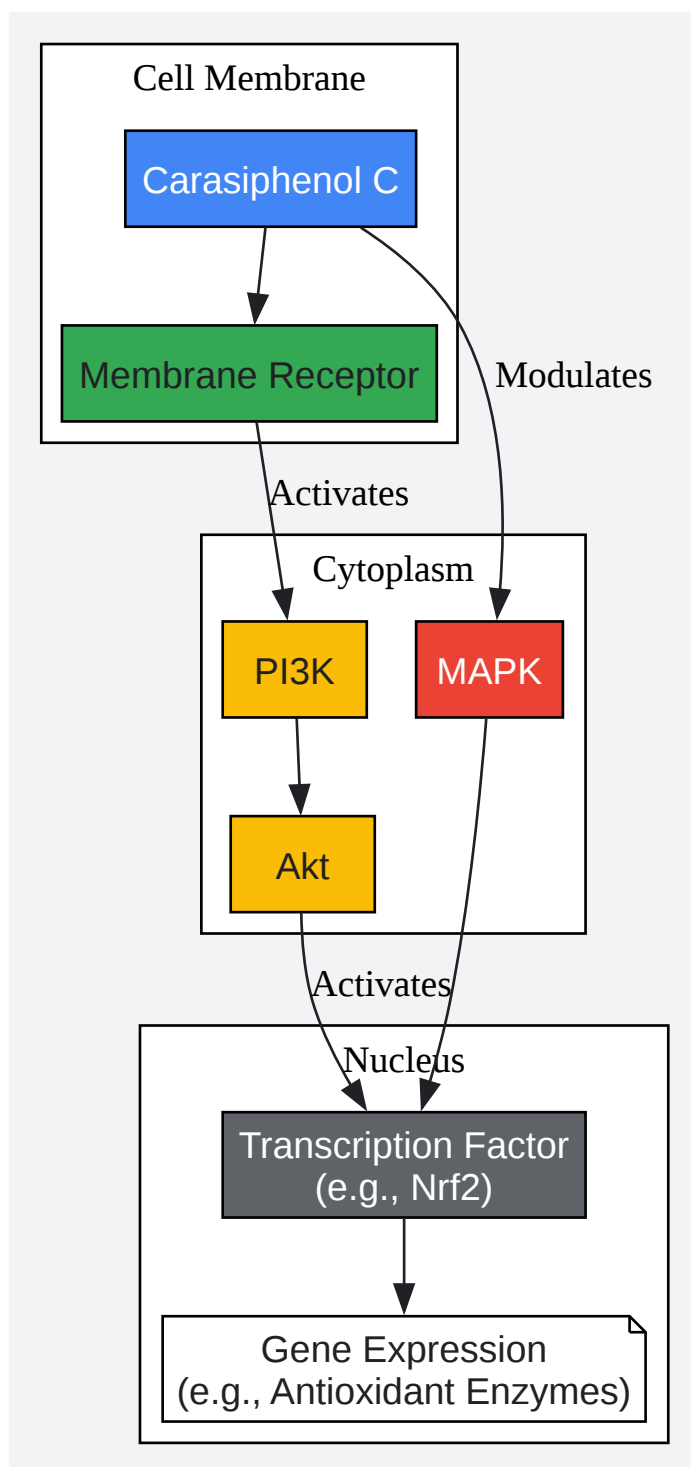 Cell Membrane
Carasiphenol C
Membrane Receptor
Modulates
Activates
Cytoplasm
PI3K
MAPK
Akt
Activates
Nucleus
Transcription Factor
(e.g., Nrf2)
Gene Expression
(e.g., Antioxidant Enzymes)